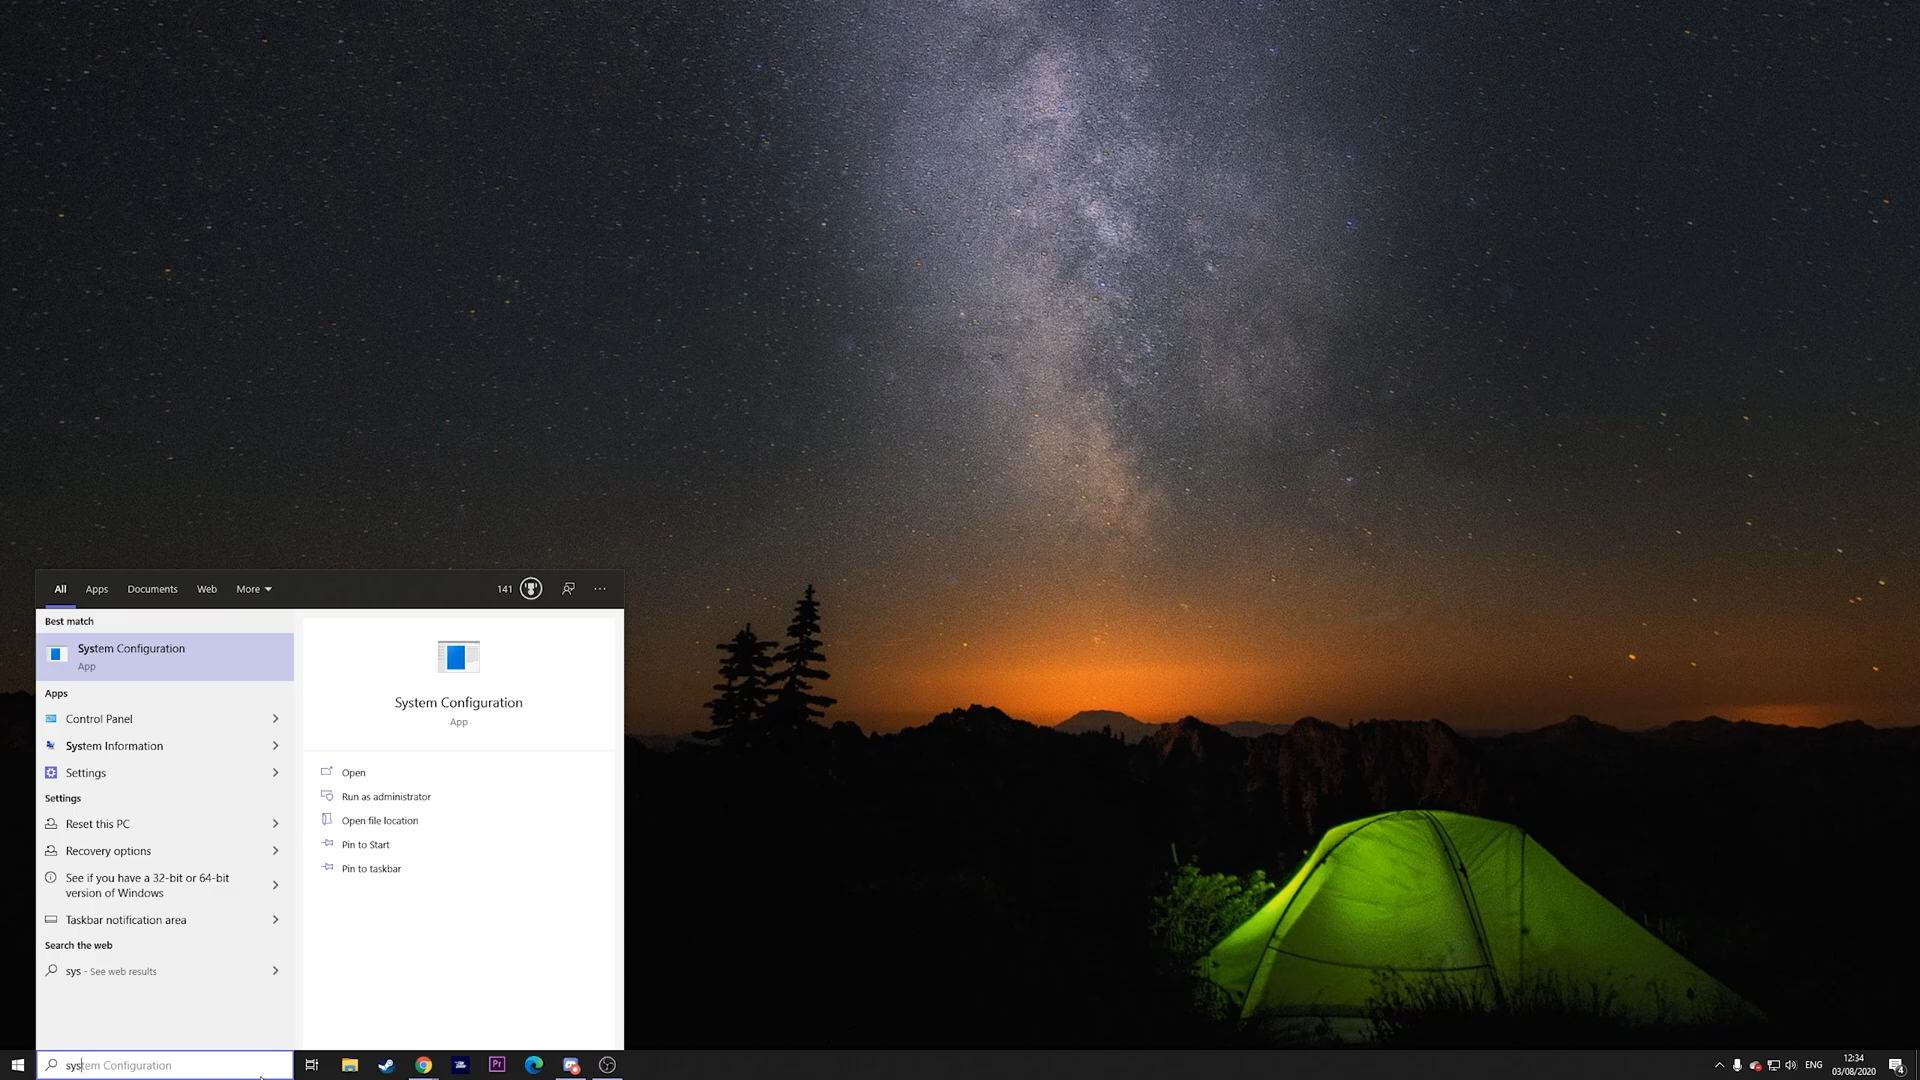 All Apps Documents Web More 141 ...
Best match
System Configuration
App
Apps
Control Panel
System Information
Settings
Settings
Reset this PC
Recovery options
See if you have a 32-bit or 64-bit
version of Windows
Taskbar notification area
Search the web
sys - See web results
System Configuration
App
Open
Run as administrator
Open file location
Pin to Start
Pin to taskbar
system Configuration
Pr
ENG
12:34
03/08/2020
4